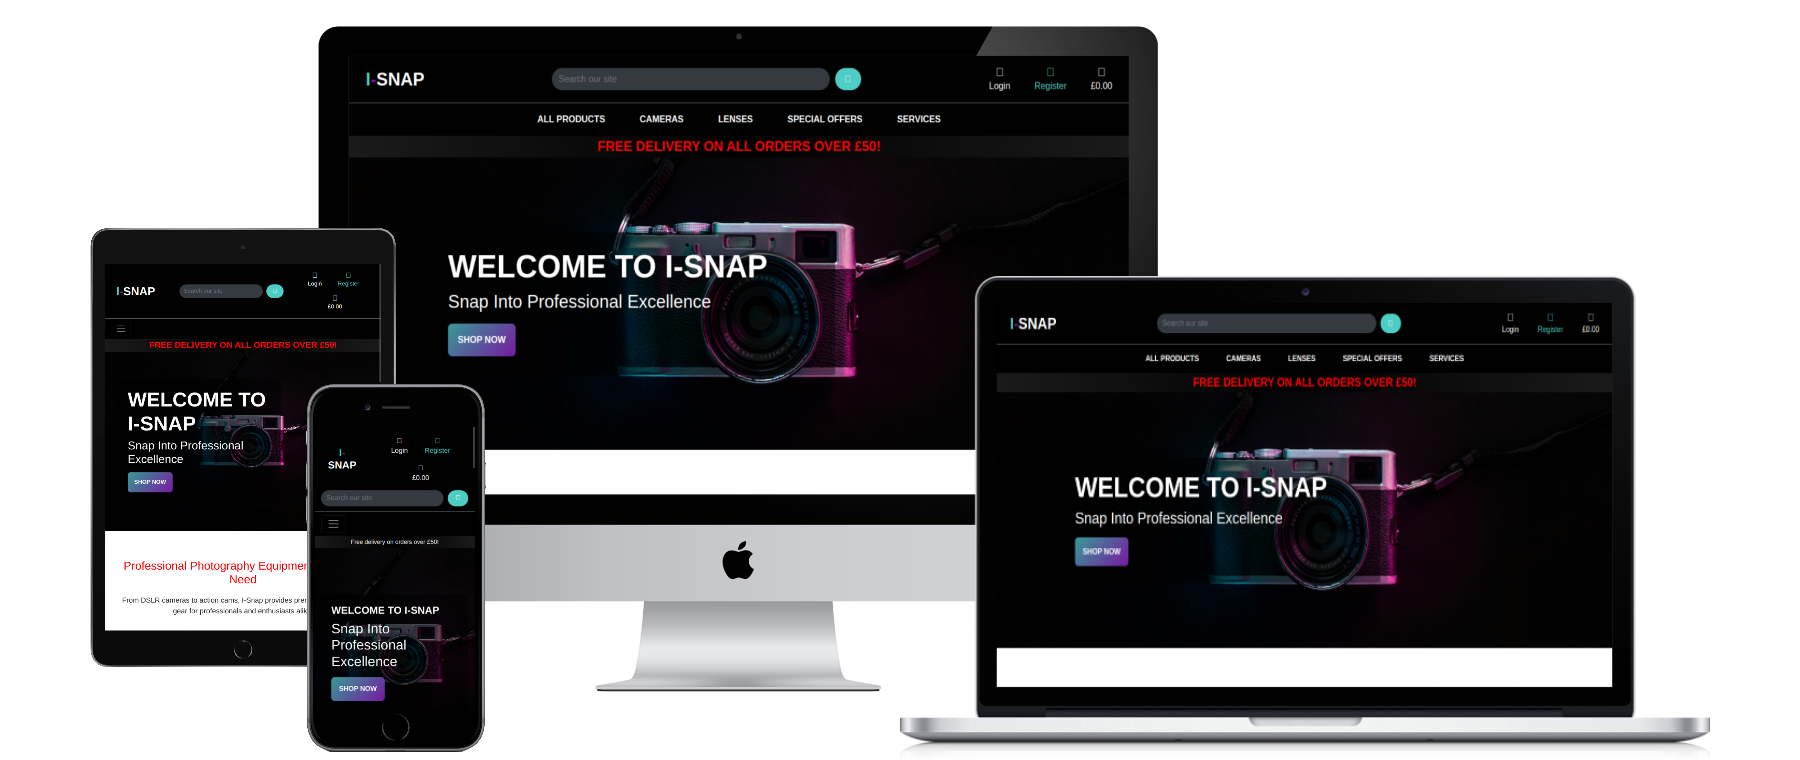 I-SNAP
Search our site
Login
Register
£0.00
ALL PRODUCTS CAMERAS LENSES SPECIAL OFFERS SERVICES
FREE DELIVERY ON ALL ORDERS OVER £50!
WELCOME TO I-SNAP
Snap Into Professional Excellence
SHOP NOW
I-SNAP
Search our site
Login
Register
£0.00
FREE DELIVERY ON ALL ORDERS OVER £50!
WELCOME TO
I-SNAP
Snap Into Professional
Excellence
SHOP NOW
Professional Photography
Need
From DSLR cameras to action cams, I-Snap provides
gear for professionals and enthusiasts
I-
SNAP
Login
Register
£0.00
Search our site
Free delivery on orders over £50!
WELCOME TO I-SNAP
Snap Into
Professional
Excellence
SHOP NOW
I-SNAP
Search our site
Login
Register
£0.00
ALL PRODUCTS CAMERAS LENSES SPECIAL OFFERS SERVICES
FREE DELIVERY ON ALL ORDERS OVER £50!
WELCOME TO I-SNAP
Snap Into Professional Excellence
SHOP NOW